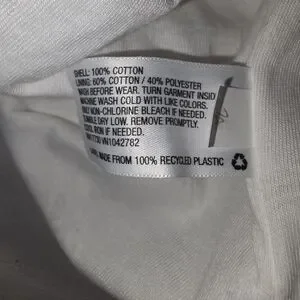 SHELL: 100% COTTON
LINING: 60% COTTON / 40% POLYESTER
WASH BEFORE WEAR. TURN GARMENT INSID
MACHINE WASH COLD WITH LIKE COLORS.
ONLY NON-CHLORINE BLEACH IF NEEDED.
TUMBLE DRY LOW. REMOVE PROMPTLY.
COOL IRON IF NEEDED.
VN1042762
MADE FROM 100% RECYCLED PLASTIC